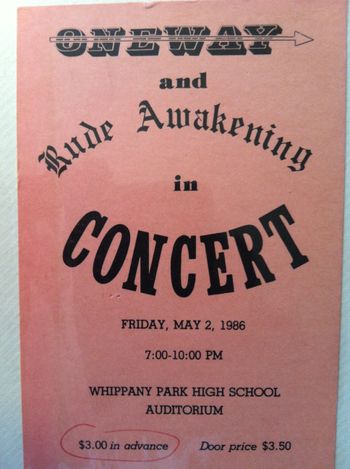 ONEWAY
and
Rude Awakening
in
CONCERT
FRIDAY, MAY 2, 1986
7:00-10:00 PM
WHIPPANY PARK HIGH SCHOOL
AUDITORIUM
$3.00 in advance Door price $3.50